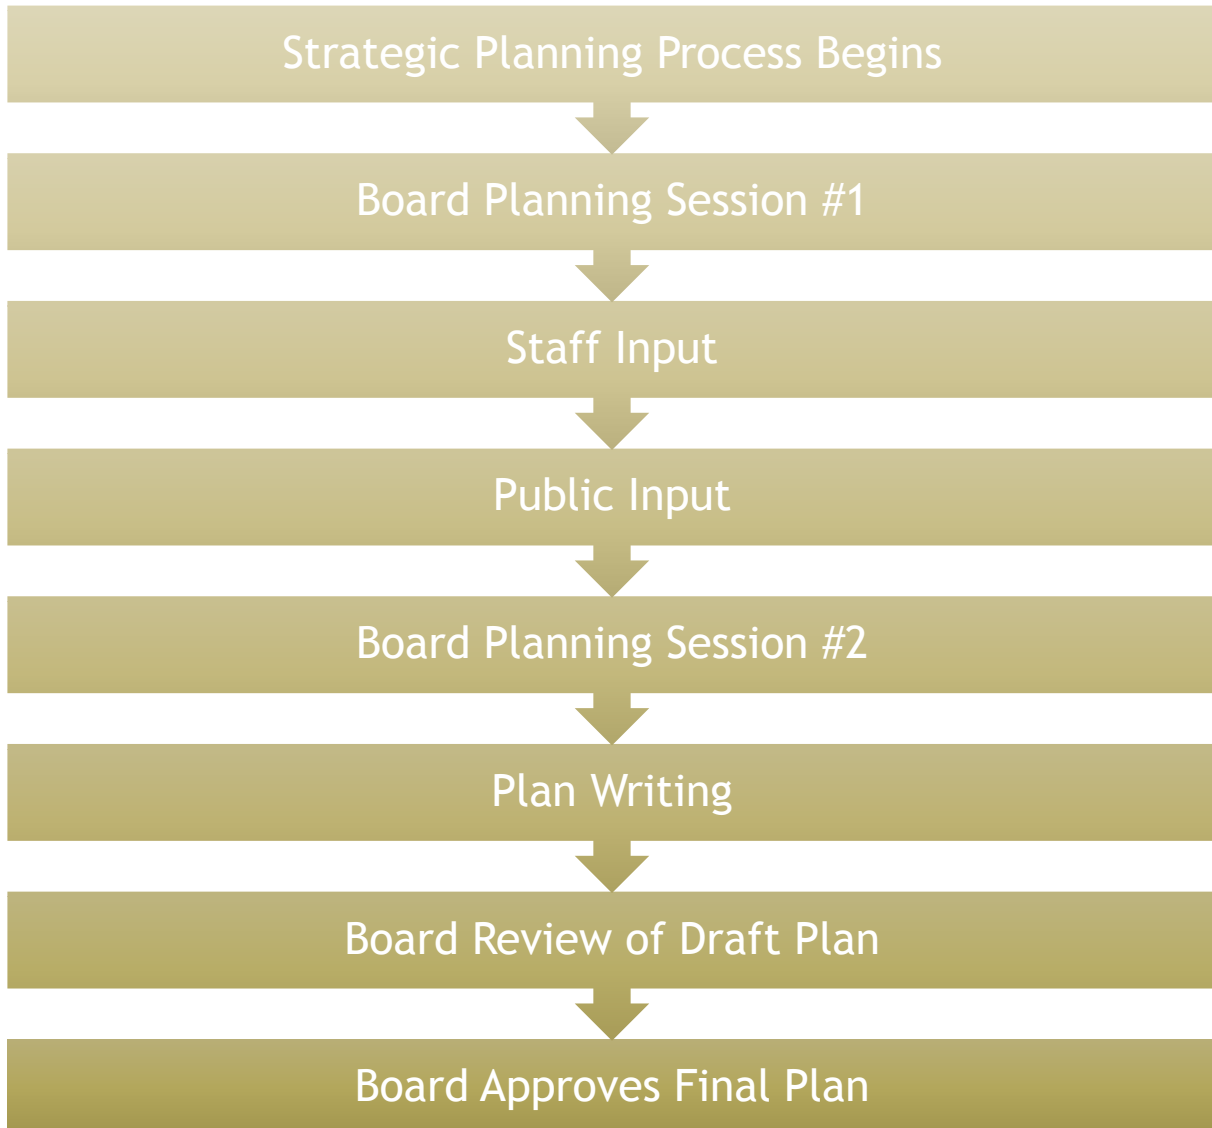 Strategic Planning Process Begins
Board Planning Session #1
Staff Input
Public Input
Board Planning Session #2
Plan Writing
Board Review of Draft Plan
Board Approves Final Plan